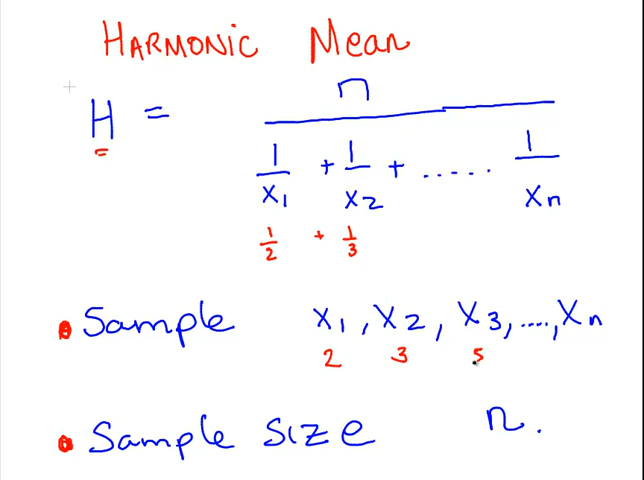 HARMONIC Mean
n
H =
1 + 1 + ..... 1
x1 x2 xn
1/2 + 1/3
Sample x1, x2, x3, ...., xn
2 3 5
Sample size n.